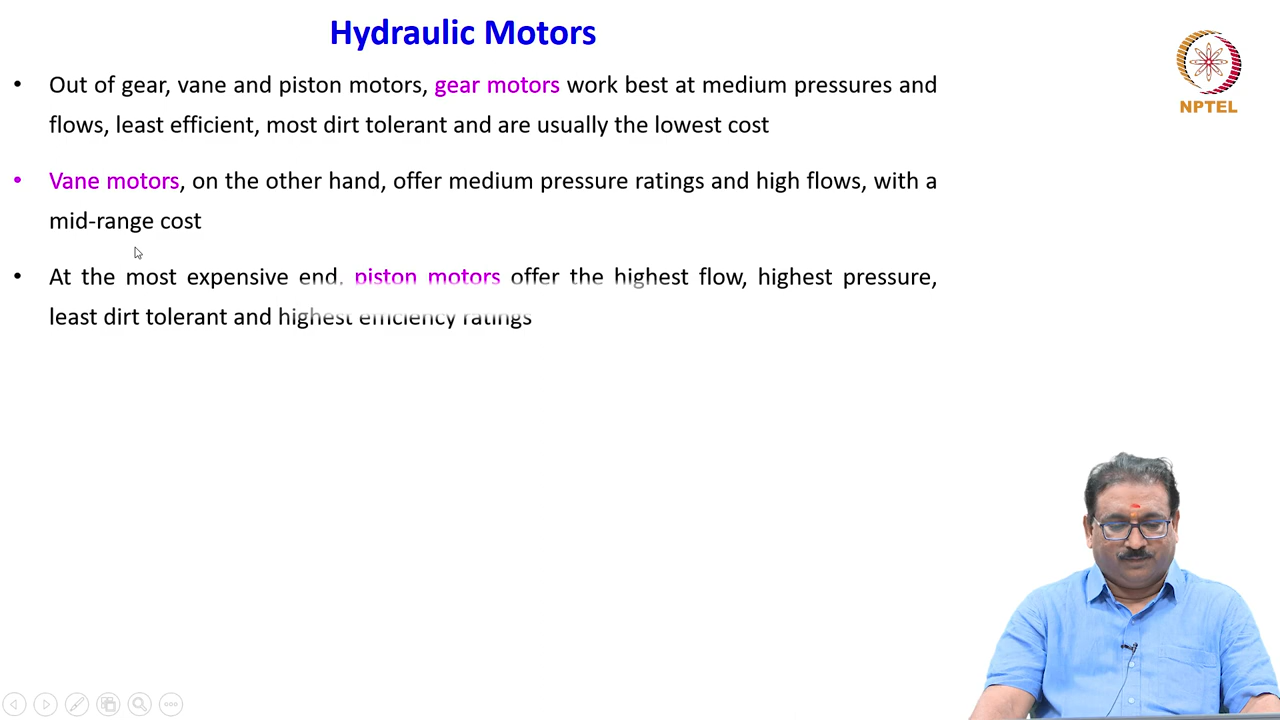 Hydraulic Motors
NPTEL
• Out of gear, vane and piston motors, gear motors work best at medium pressures and
flows, least efficient, most dirt tolerant and are usually the lowest cost
• Vane motors, on the other hand, offer medium pressure ratings and high flows, with a
mid-range cost
• At the most expensive end, piston motors offer the highest flow, highest pressure,
least dirt tolerant and highest efficiency ratings